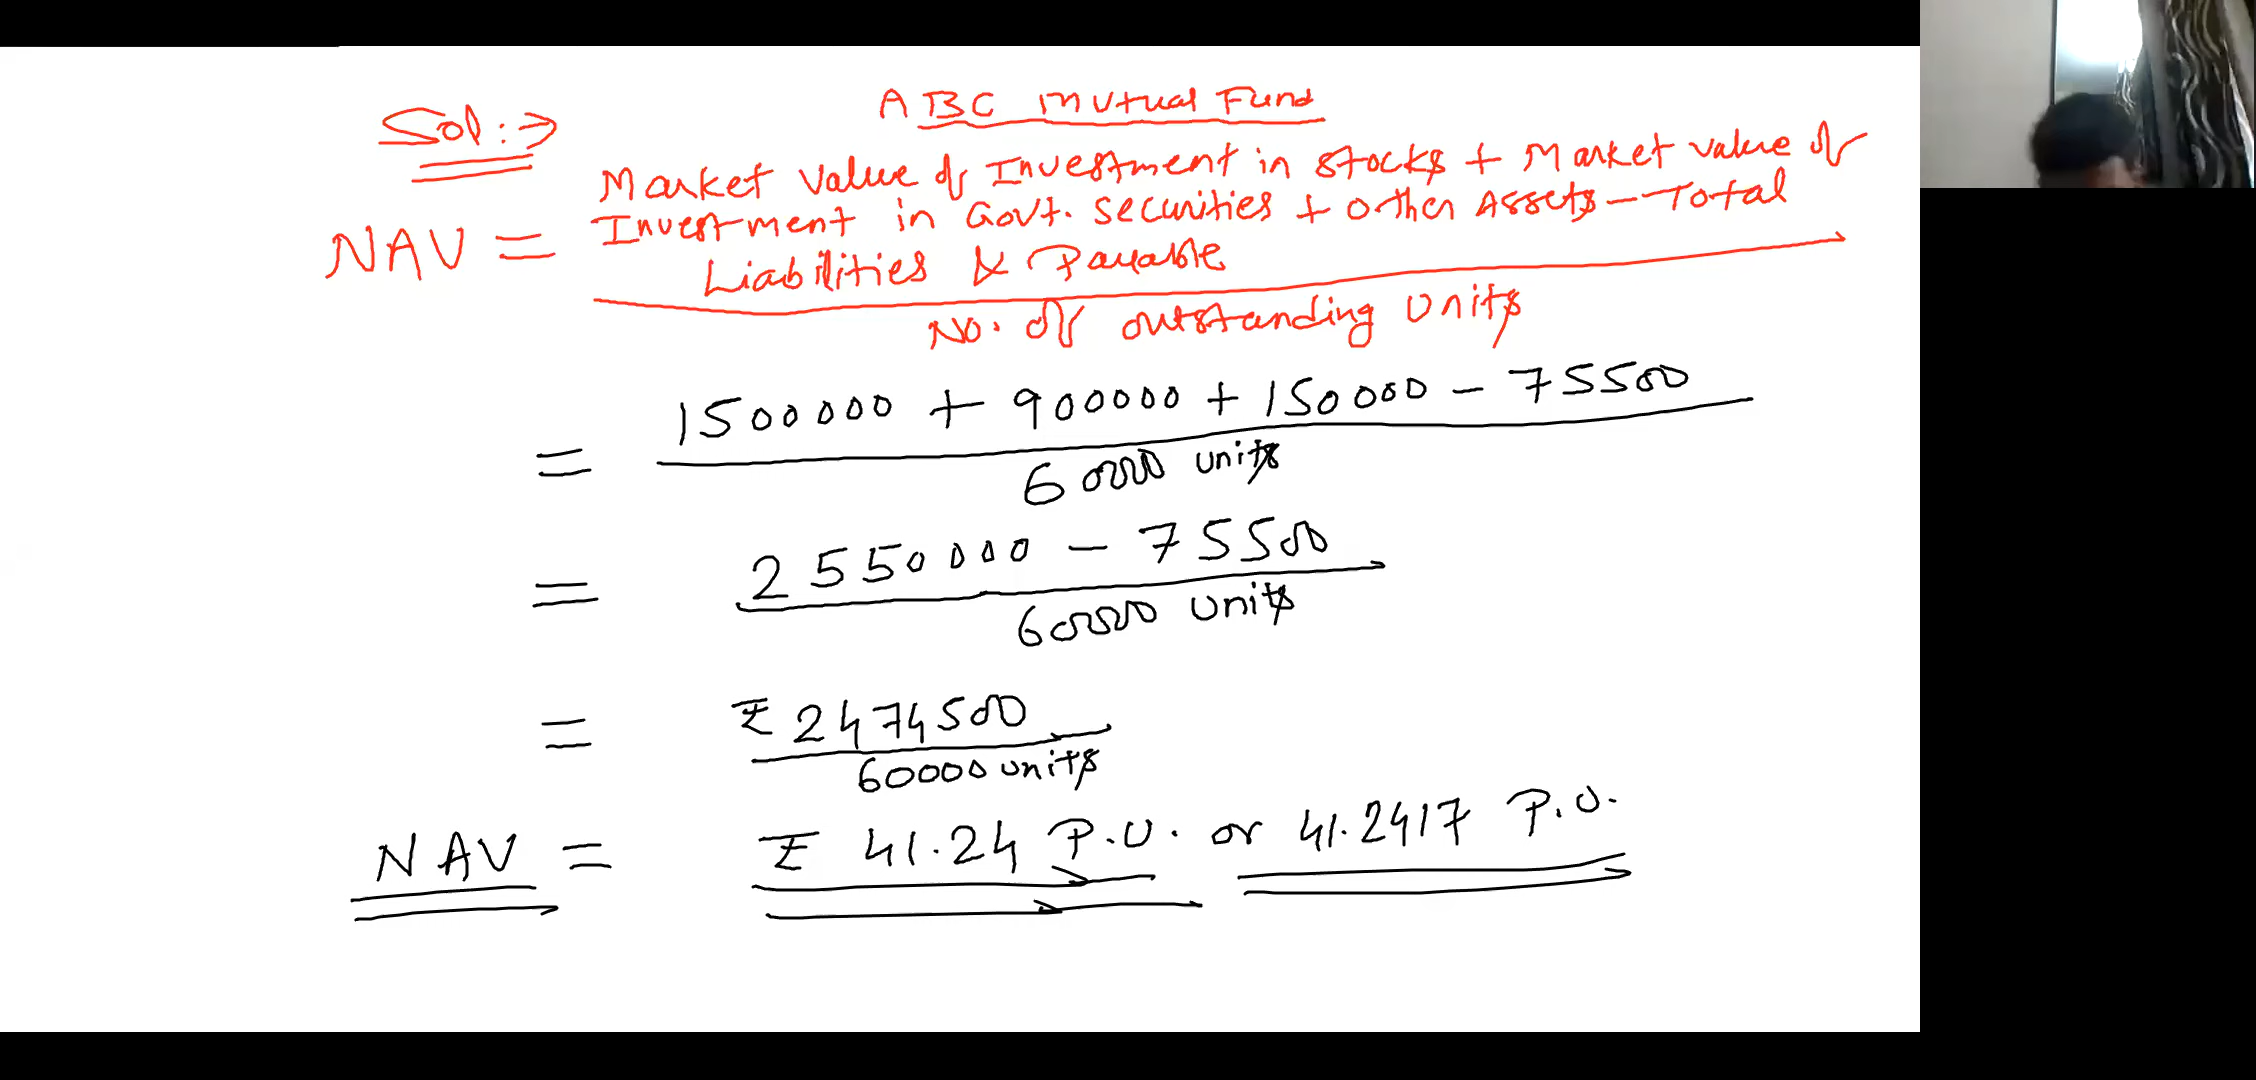 ABC Mutual Fund
Sol :→
Market Value of Investment in Stocks + Market Value of
NAV = Investment in Govt. Securities + Other Assets – Total
Liabilities & Payable
No. of outstanding Units
= 1500000 + 900000 + 150000 – 75500
60000 units
= 2550000 – 75500
60000 Units
= ₹ 2474500
60000 units
NAV = ₹ 41.24 P.U. or 41.2417 P.U.